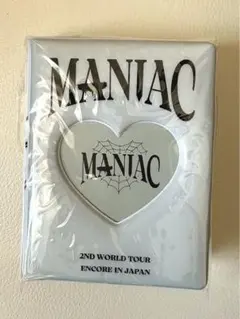 MANIAC
MANIAC
2ND WORLD TOUR
ENCORE IN JAPAN